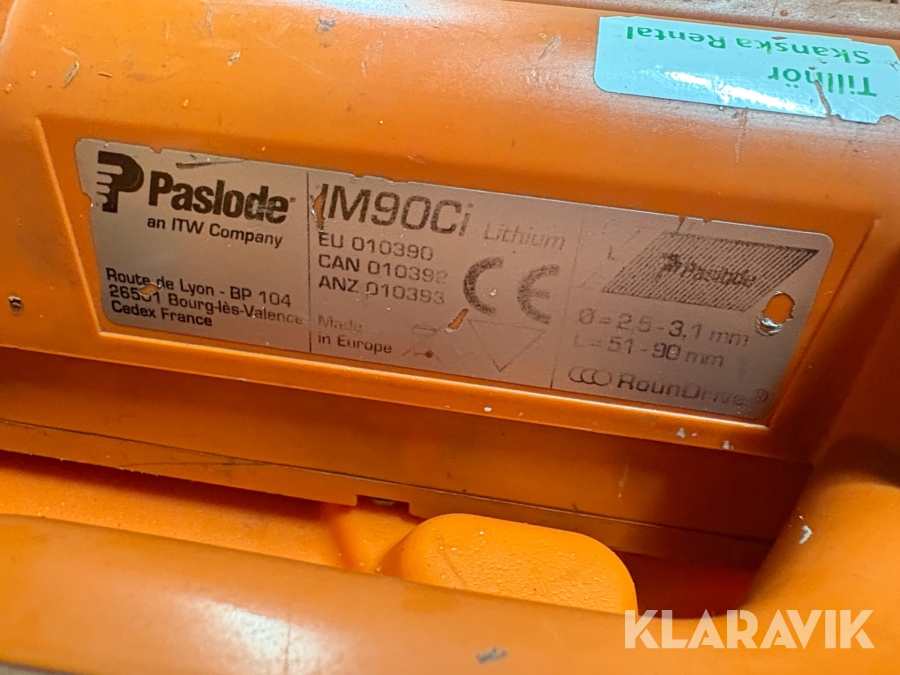 Tillhör
Skanska Rental
Paslode
an ITW Company
Route de Lyon - BP 104
26501 Bourg-lès-Valence
Cedex France
IM90Ci Lithium
EU 010390
CAN 010392
ANZ 010393
CE
Made
in Europe
Paslode
L
Ø = 2,5 - 3,1 mm
L = 51 - 90 mm
RounDrive®
KLARAVIK